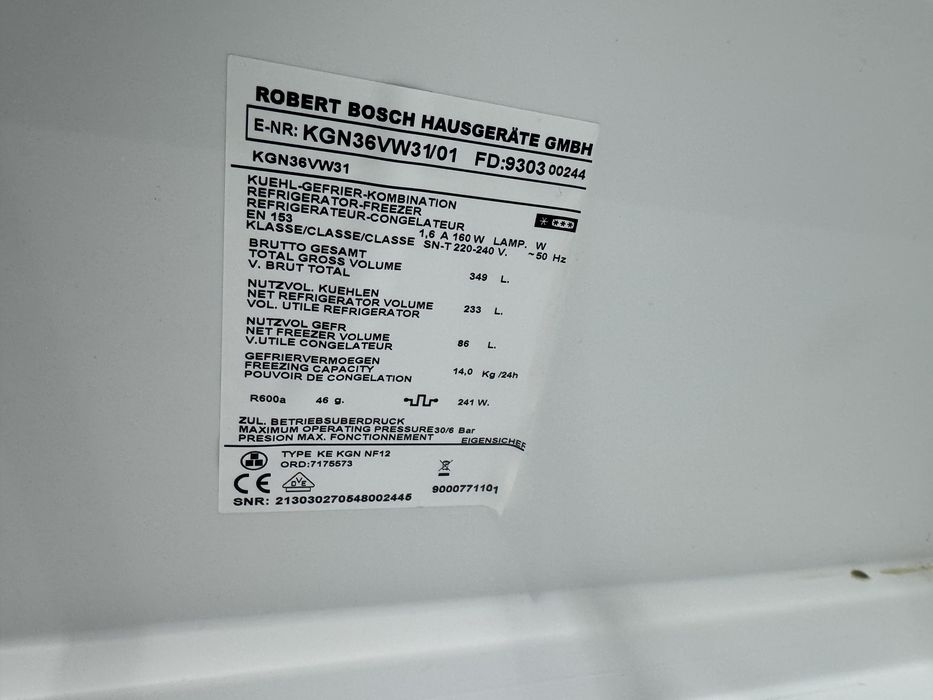 ROBERT BOSCH HAUSGERÄTE GMBH
E-NR: KGN36VW31/01 FD:9303 00244
KGN36VW31
KUEHL-GEFRIER-KOMBINATION
REFRIGERATOR-FREEZER
REFRIGERATEUR-CONGELATEUR
EN 153 1,6 A 160 W LAMP. W
KLASSE/CLASSE/CLASSE SN-T 220-240 V. ~50 Hz
BRUTTO GESAMT
TOTAL GROSS VOLUME 349 L.
V. BRUT TOTAL
NUTZVOL. KUEHLEN
NET REFRIGERATOR VOLUME 233 L.
VOL. UTILE REFRIGERATOR
NUTZVOL GEFR
NET FREEZER VOLUME 86 L.
V.UTILE CONGELATEUR
GEFRIERVERMOEGEN
FREEZING CAPACITY 14,0 Kg/24h
POUVOIR DE CONGELATION
R600a 46 g. 241 W.
ZUL. BETRIEBSUBERDRUCK
MAXIMUM OPERATING PRESSURE30/6 Bar
PRESION MAX. FONCTIONNEMENT EIGENSICHER
TYPE KE KGN NF12
ORD:7175573
CE OVE 9000771101
SNR: 213030270548002445